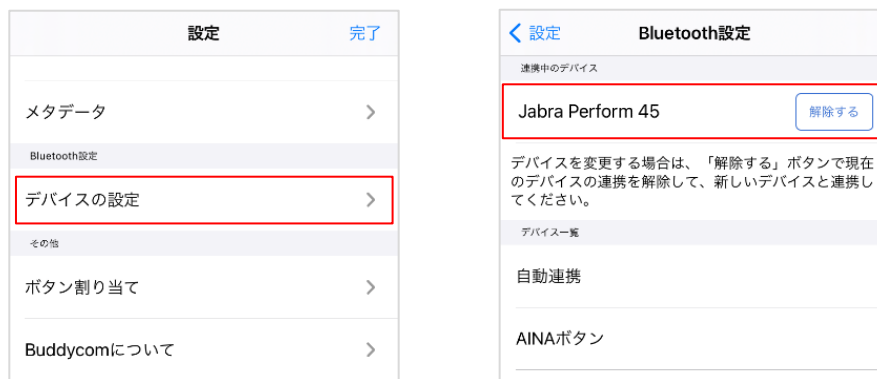 設定
完了
メタデータ
Bluetooth設定
デバイスの設定
その他
ボタン割り当て
Buddycomについて
設定
Bluetooth設定
連携中のデバイス
Jabra Perform 45
解除する
デバイスを変更する場合は、「解除する」ボタンで現在
のデバイスの連携を解除して、新しいデバイスと連携し
てください。
デバイス一覧
自動連携
AINAボタン